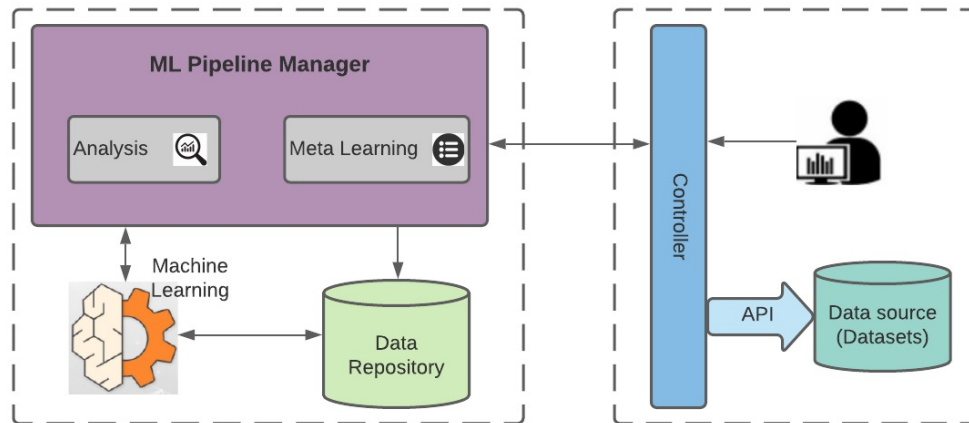 ML Pipeline Manager
Analysis
Meta Learning
Machine
Learning
Data
Repository
Controller
API
Data source
(Datasets)